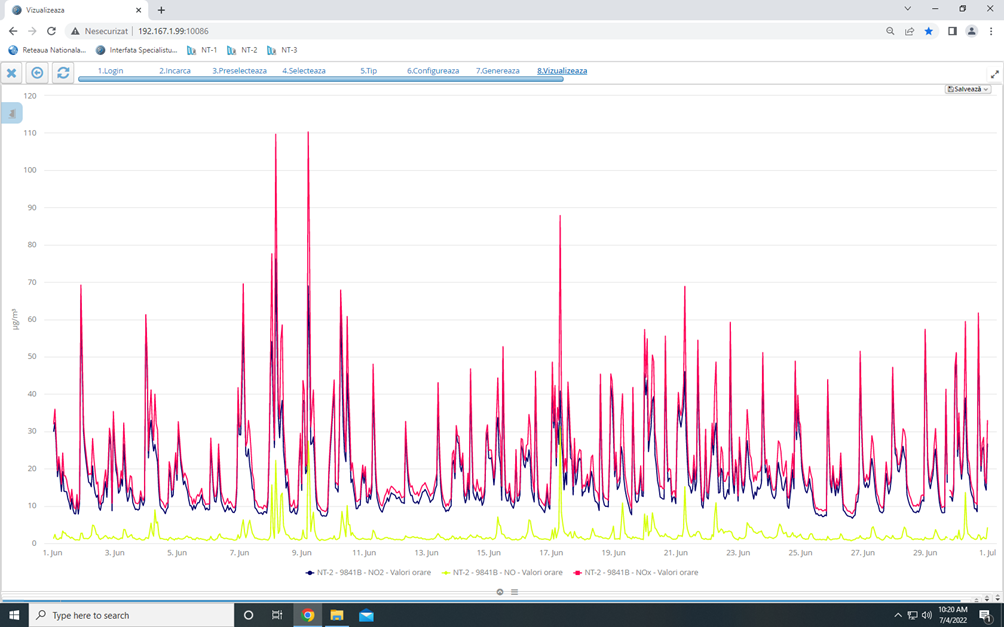 Vizualizeaza
Nesecurizat | 192.167.1.99:10086
Reteaua Nationala... Interfata Specialistu... NT-1 NT-2 NT-3
1.Login 2.Incarca 3.Preselecteaza 4.Selecteaza 5.Tip 6.Configureaza 7.Genereaza 8.Vizualizeaza
Salvează
120
110
100
90
80
70
60
50
40
30
20
10
0
µg/m³
1. Jun 3.Jun 5.Jun 7.Jun 9.Jun 11.Jun 13.Jun 15.Jun 17.Jun 19.Jun 21.Jun 23.Jun 25.Jun 27.Jun 29.Jun 1. Jul
NT-2 - 9841B - NO2 - Valori orare NT-2 - 9841B - NO - Valori orare NT-2 - 9841B - NOx - Valori orare
Type here to search
10:20 AM
7/4/2022
1